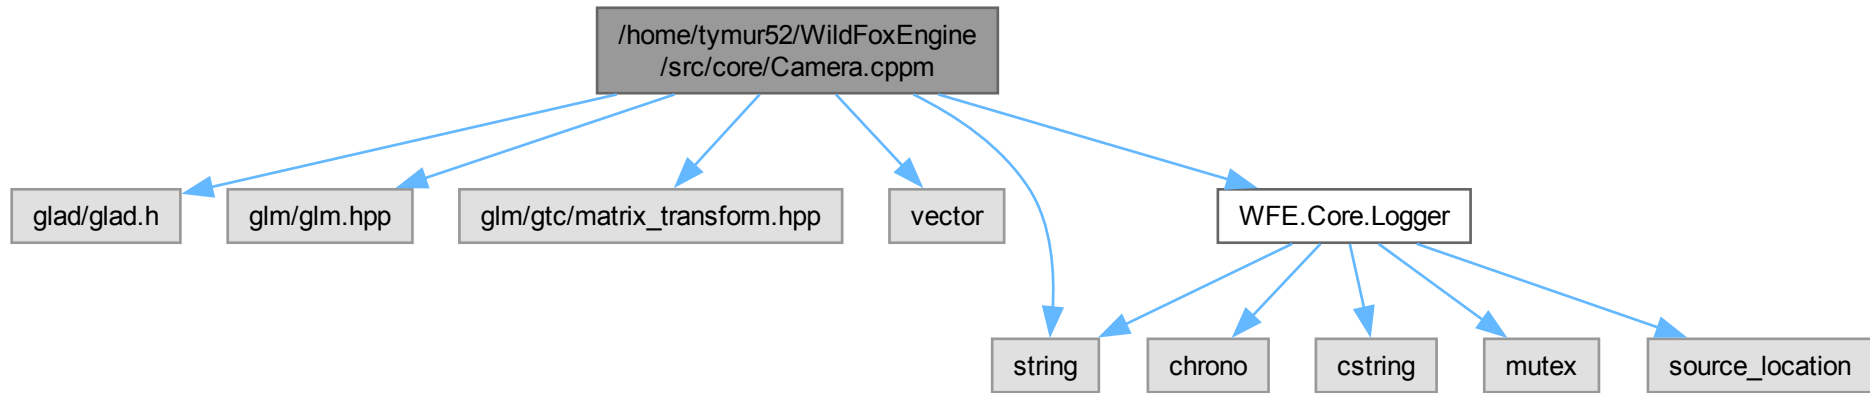 /home/tymur52/WildFoxEngine
/src/core/Camera.cppm
glad/glad.h
glm/glm.hpp
glm/gtc/matrix_transform.hpp
vector
WFE.Core.Logger
string
chrono
cstring
mutex
source_location